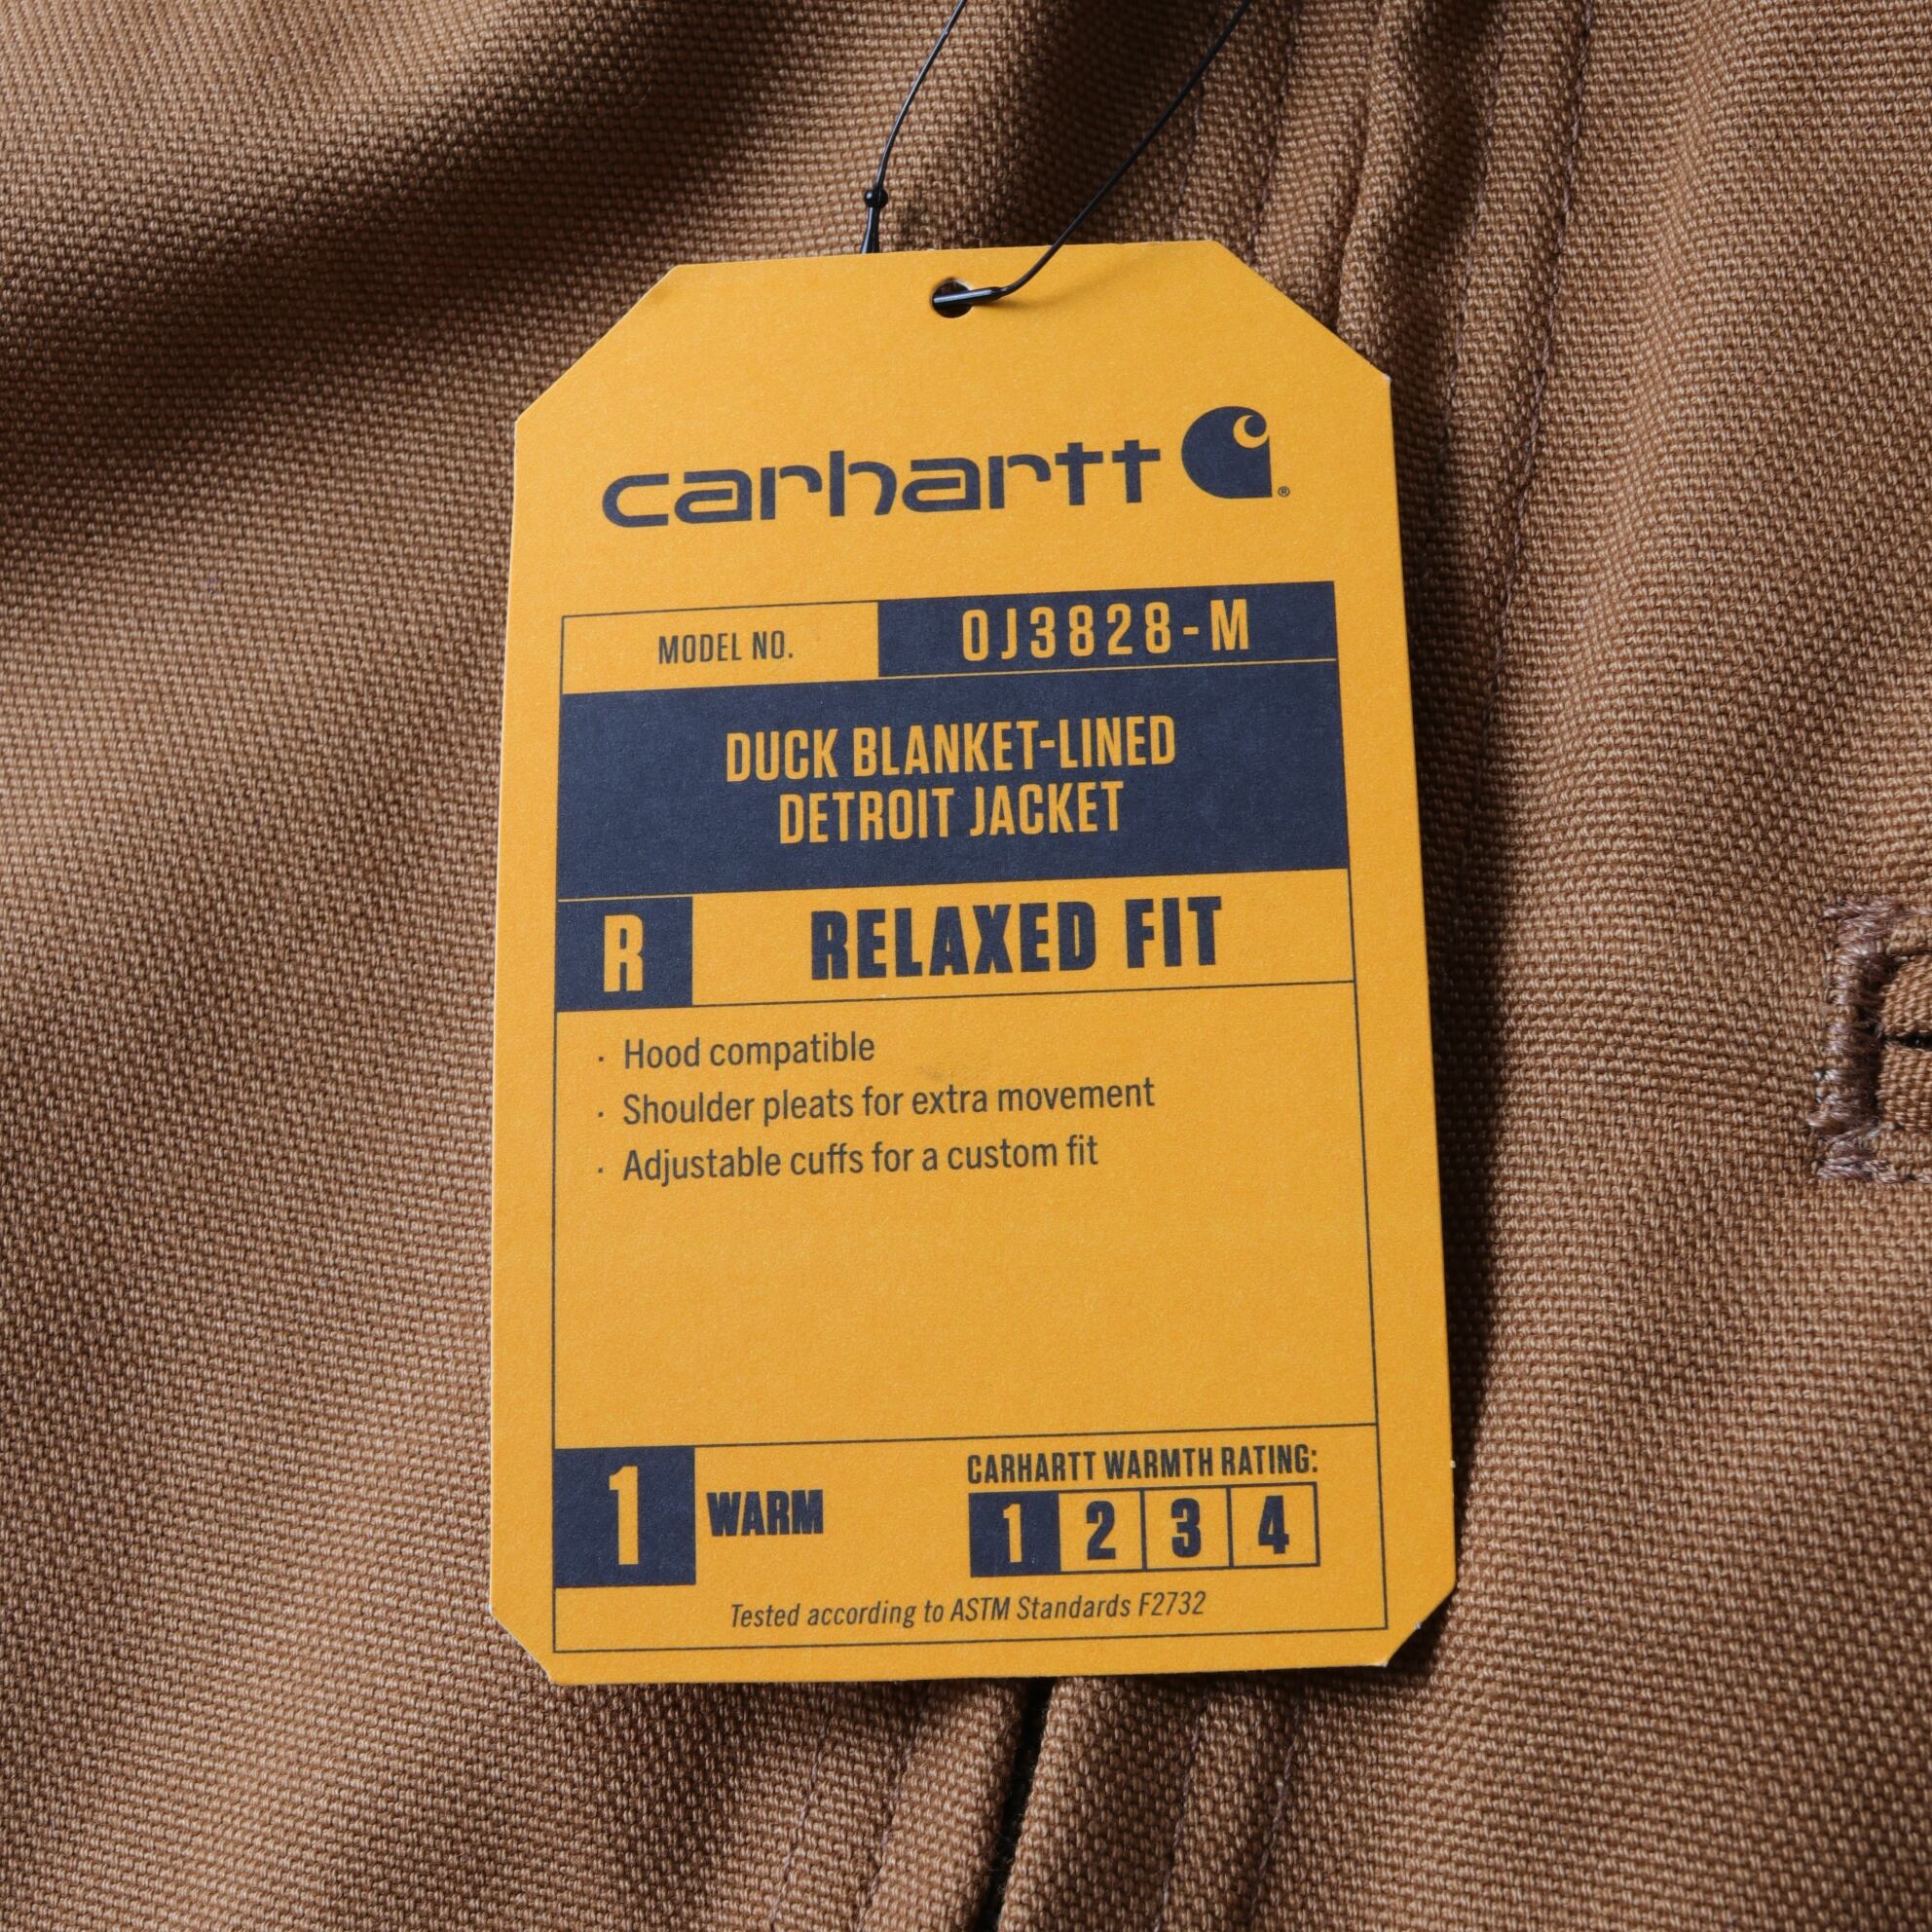 carhartt ®
MODEL NO. 0J3828-M
DUCK BLANKET-LINED
DETROIT JACKET
R RELAXED FIT
· Hood compatible
· Shoulder pleats for extra movement
· Adjustable cuffs for a custom fit
1 WARM
CARHARTT WARMTH RATING:
1 2 3 4
Tested according to ASTM Standards F2732